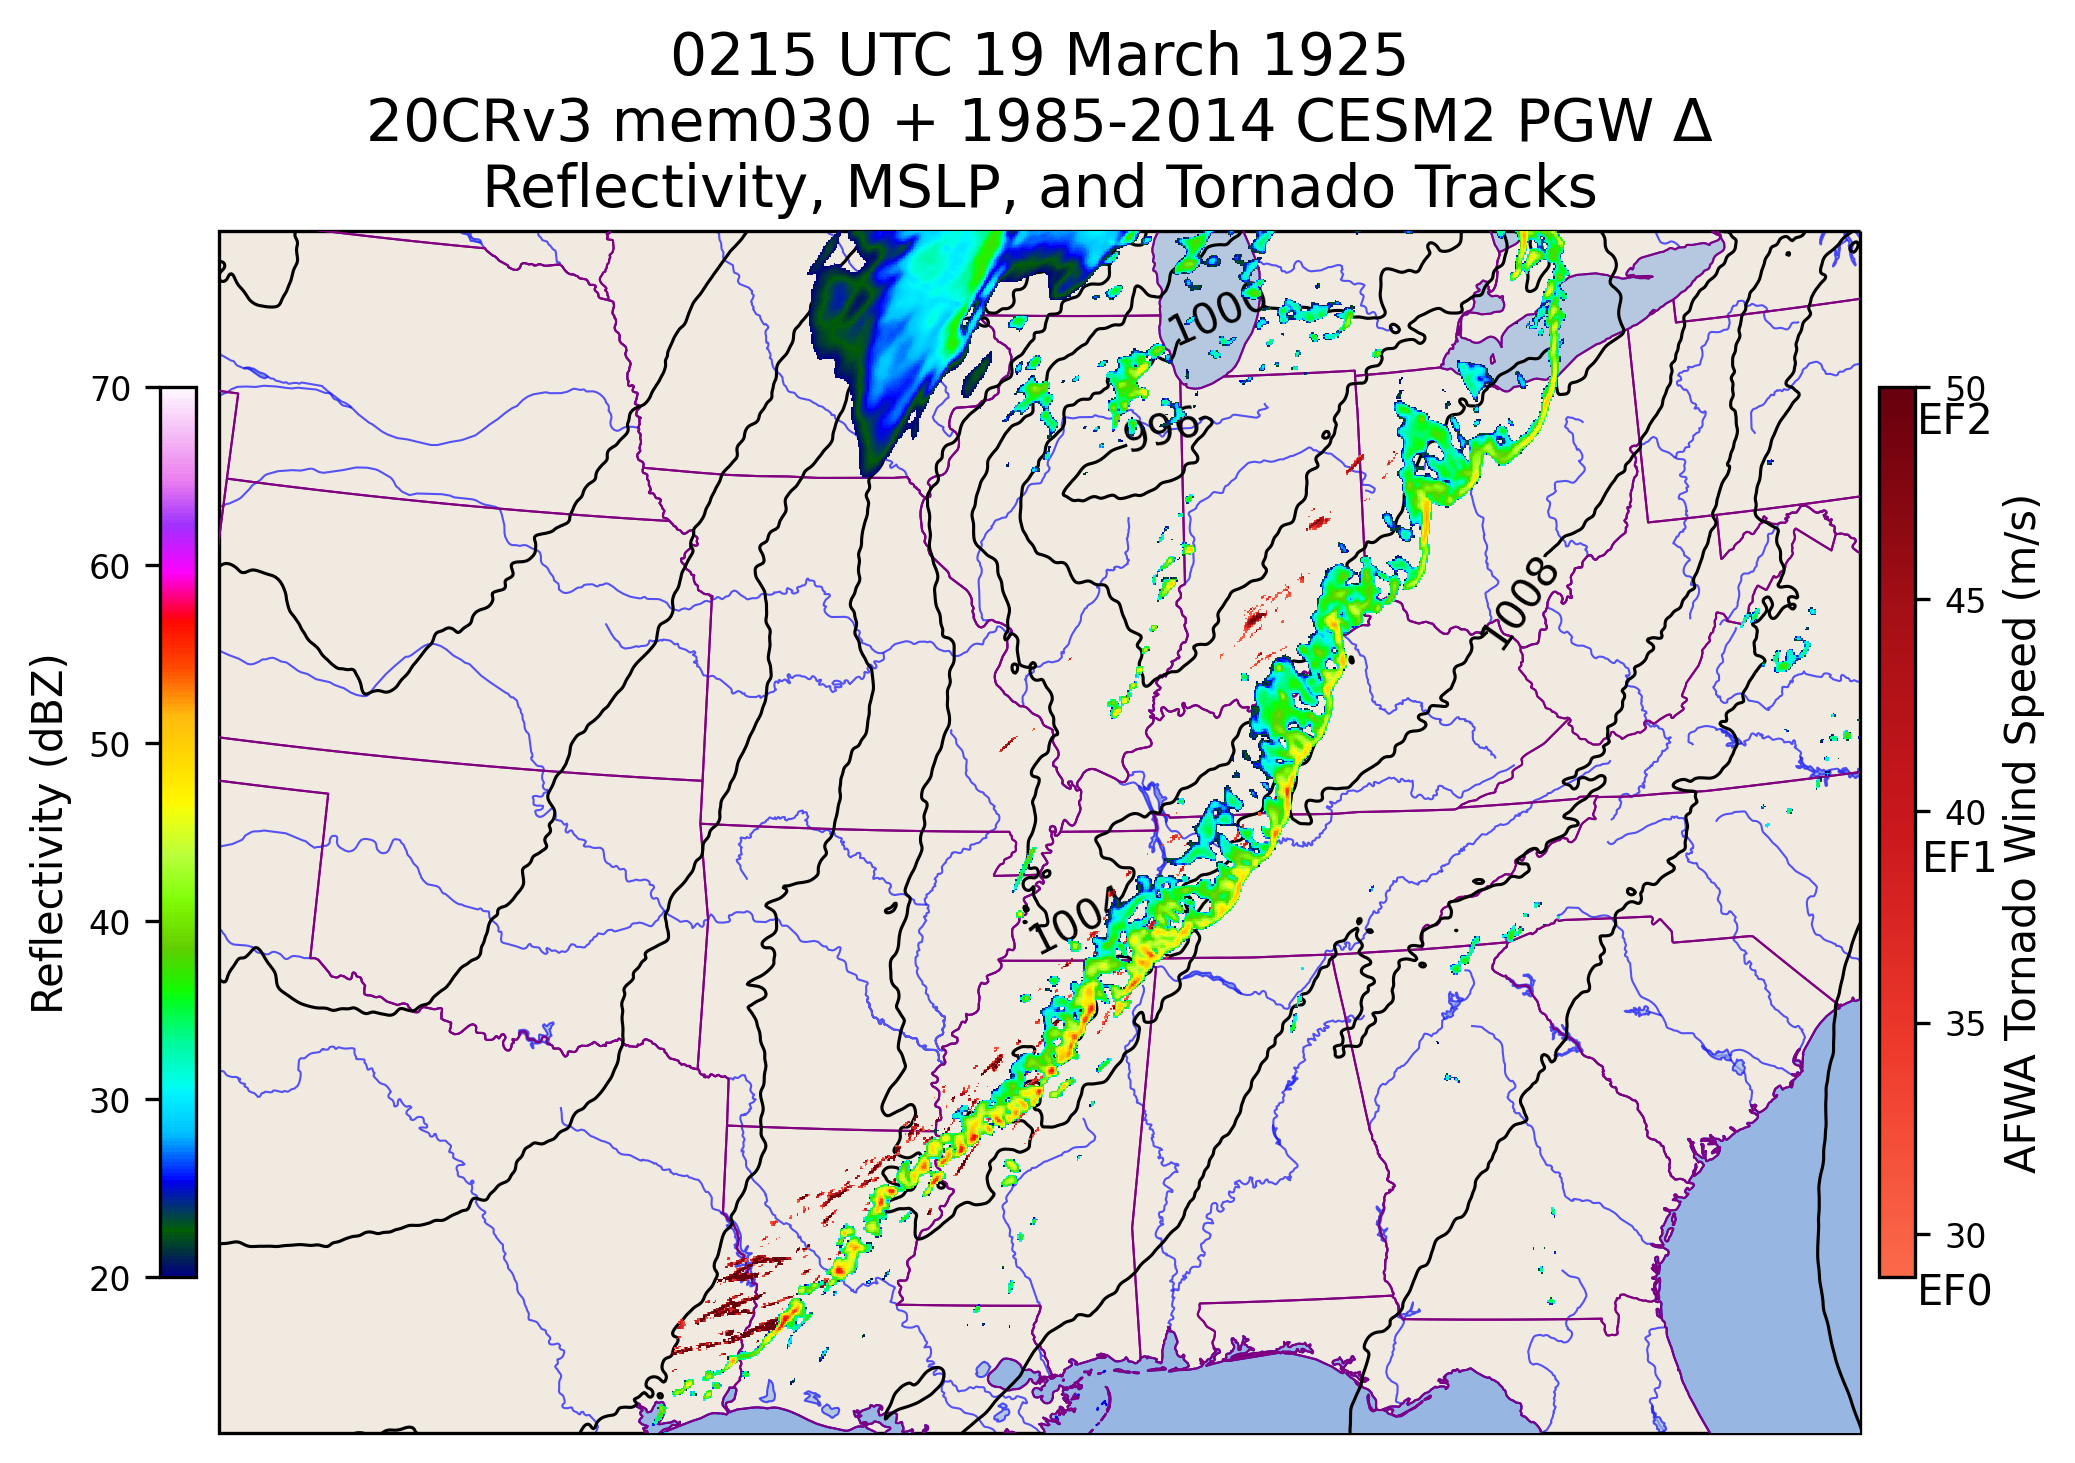 0215 UTC 19 March 1925
20CRv3 mem030 + 1985-2014 CESM2 PGW Δ
Reflectivity, MSLP, and Tornado Tracks
1000
996
1008
1004
70
60
50
40
30
20
Reflectivity (dBZ)
50
EF2
45
40
EF1
35
30
EF0
AFWA Tornado Wind Speed (m/s)